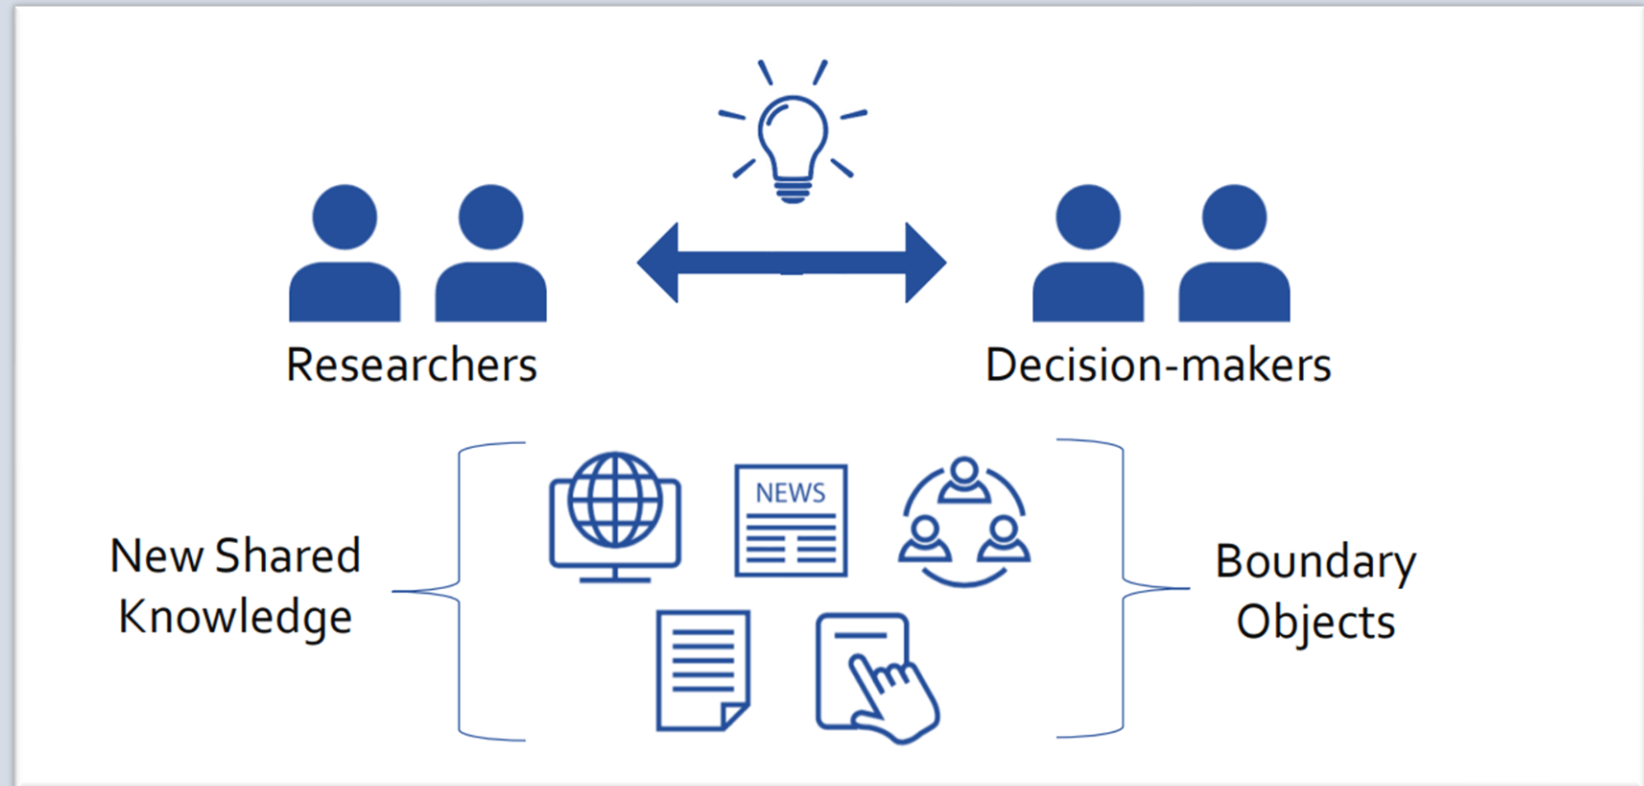 Researchers
Decision-makers
NEWS
New Shared
Knowledge
Boundary
Objects